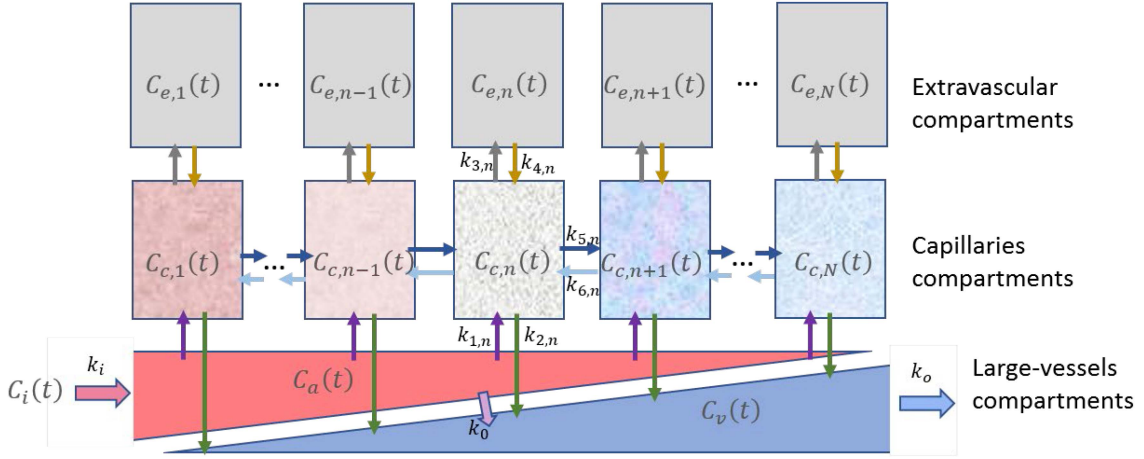 C_{e,1}(t) ... C_{e,n-1}(t) C_{e,n}(t) C_{e,n+1}(t) ... C_{e,N}(t)
Extravascular
compartments
k_{3,n} k_{4,n}
C_{c,1}(t) ... C_{c,n-1}(t) C_{c,n}(t) k_{5,n} k_{6,n} C_{c,n+1}(t) ... C_{c,N}(t)
Capillaries
compartments
k_{1,n} k_{2,n}
C_i(t) k_i C_a(t) k_0 C_v(t) k_o
Large-vessels
compartments